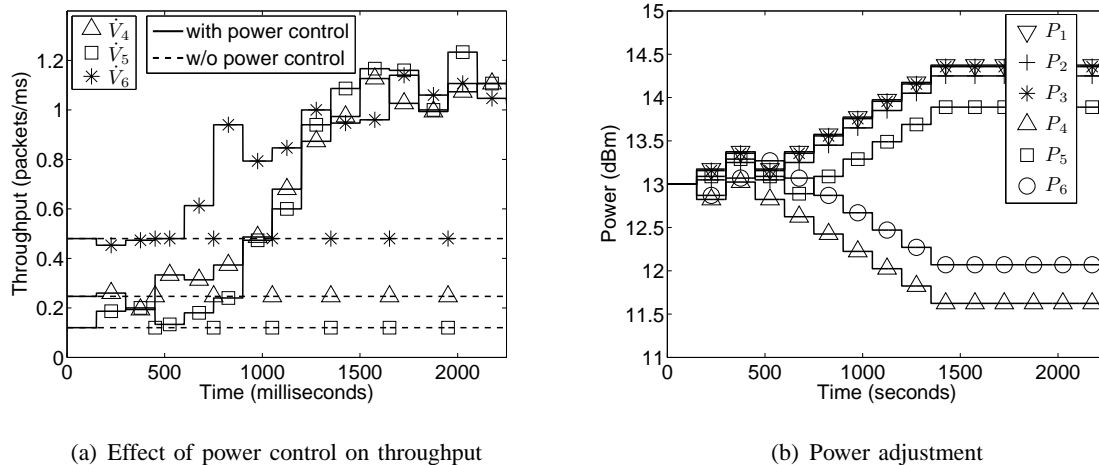 V̇4
V̇5
V̇6
with power control
w/o power control
1.2
1
0.8
0.6
0.4
0.2
0
Throughput (packets/ms)
0
500
1000
1500
2000
Time (milliseconds)
(a) Effect of power control on throughput
15
14.5
14
13.5
13
12.5
12
11.5
11
Power (dBm)
0
500
1000
1500
2000
Time (seconds)
P1
P2
P3
P4
P5
P6
(b) Power adjustment